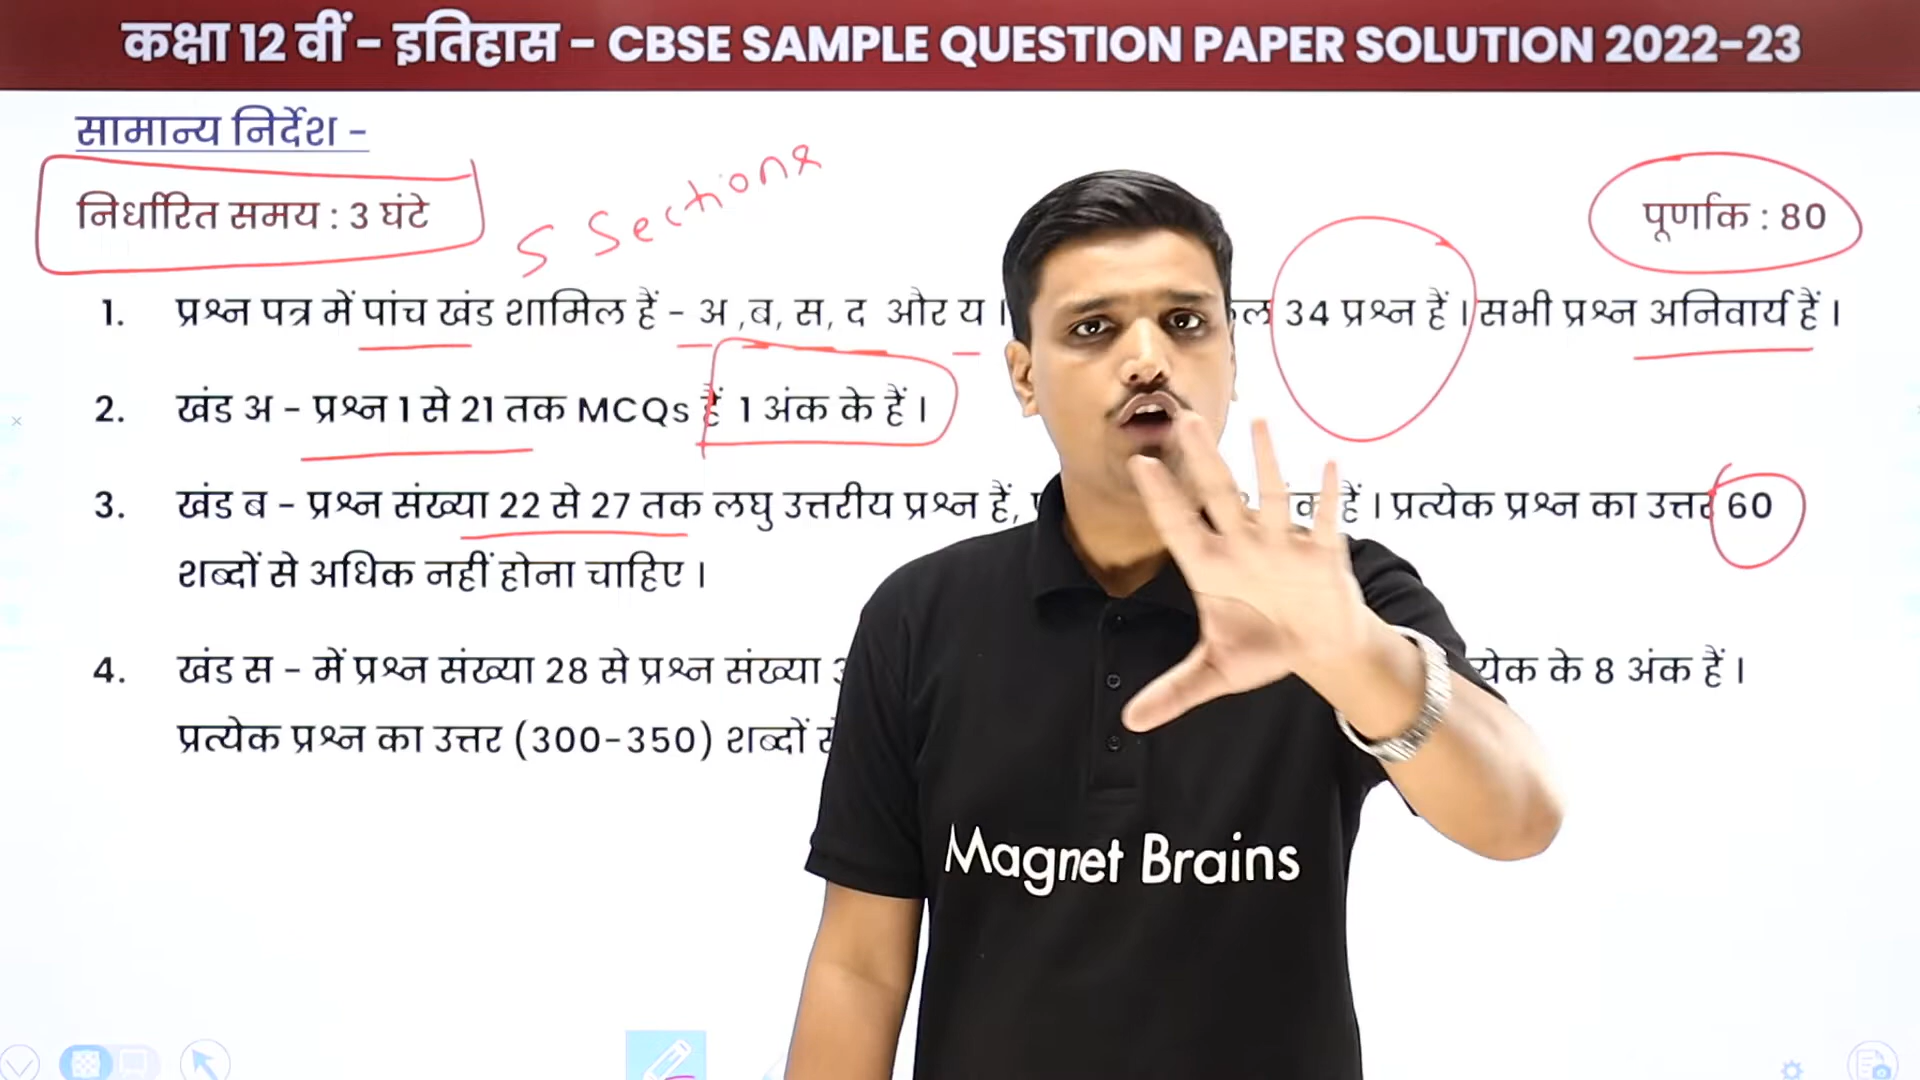 कक्षा 12 वीं – इतिहास – CBSE SAMPLE QUESTION PAPER SOLUTION 2022-23
सामान्य निर्देश –
5 Sections
निर्धारित समय : 3 घंटे
पूर्णांक : 80
1. प्रश्न पत्र में पांच खंड शामिल हैं – अ ,ब, स, द और य । 34 प्रश्न हैं । सभी प्रश्न अनिवार्य हैं ।
2. खंड अ – प्रश्न 1 से 21 तक MCQs हैं 1 अंक के हैं ।
3. खंड ब – प्रश्न संख्या 22 से 27 तक लघु उत्तरीय प्रश्न हैं, हैं । प्रत्येक प्रश्न का उत्तर 60
शब्दों से अधिक नहीं होना चाहिए ।
4. खंड स – में प्रश्न संख्या 28 से प्रश्न संख्या के 8 अंक हैं ।
प्रत्येक प्रश्न का उत्तर (300-350) शब्दों
Magnet Brains